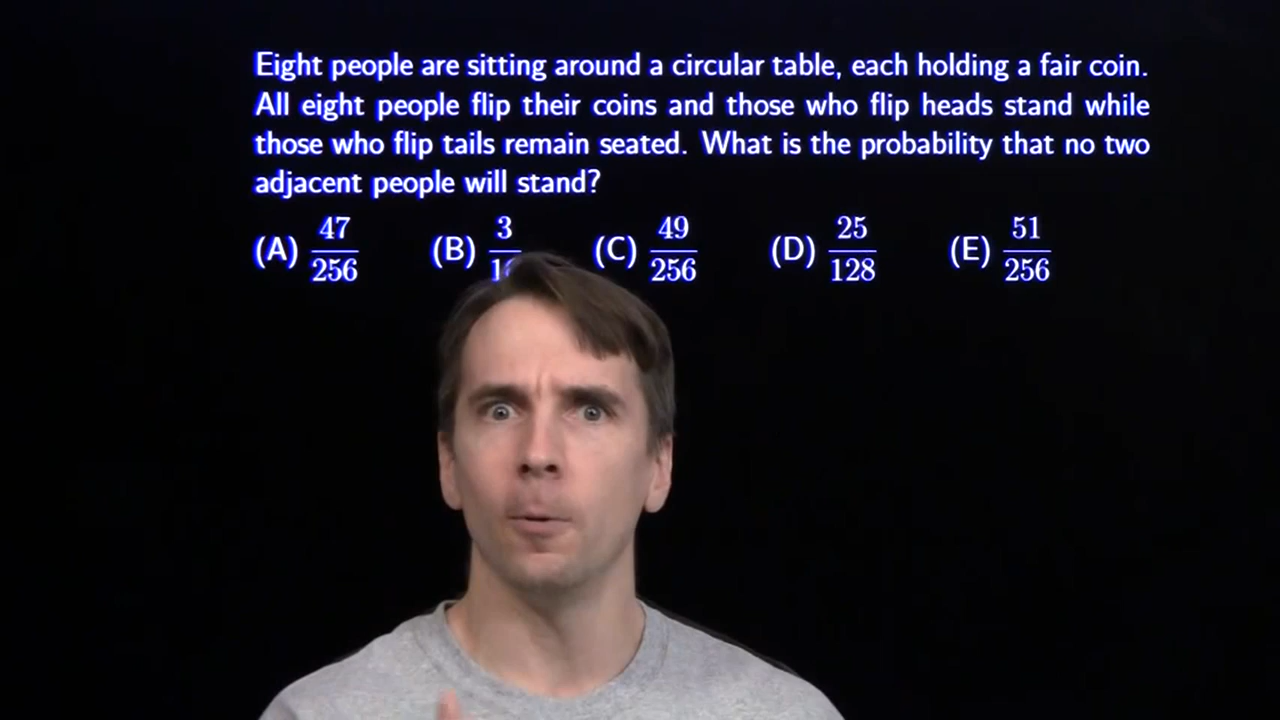 Eight people are sitting around a circular table, each holding a fair coin.
All eight people flip their coins and those who flip heads stand while
those who flip tails remain seated. What is the probability that no two
adjacent people will stand?
(A) 47/256 (B) 3/ (C) 49/256 (D) 25/128 (E) 51/256